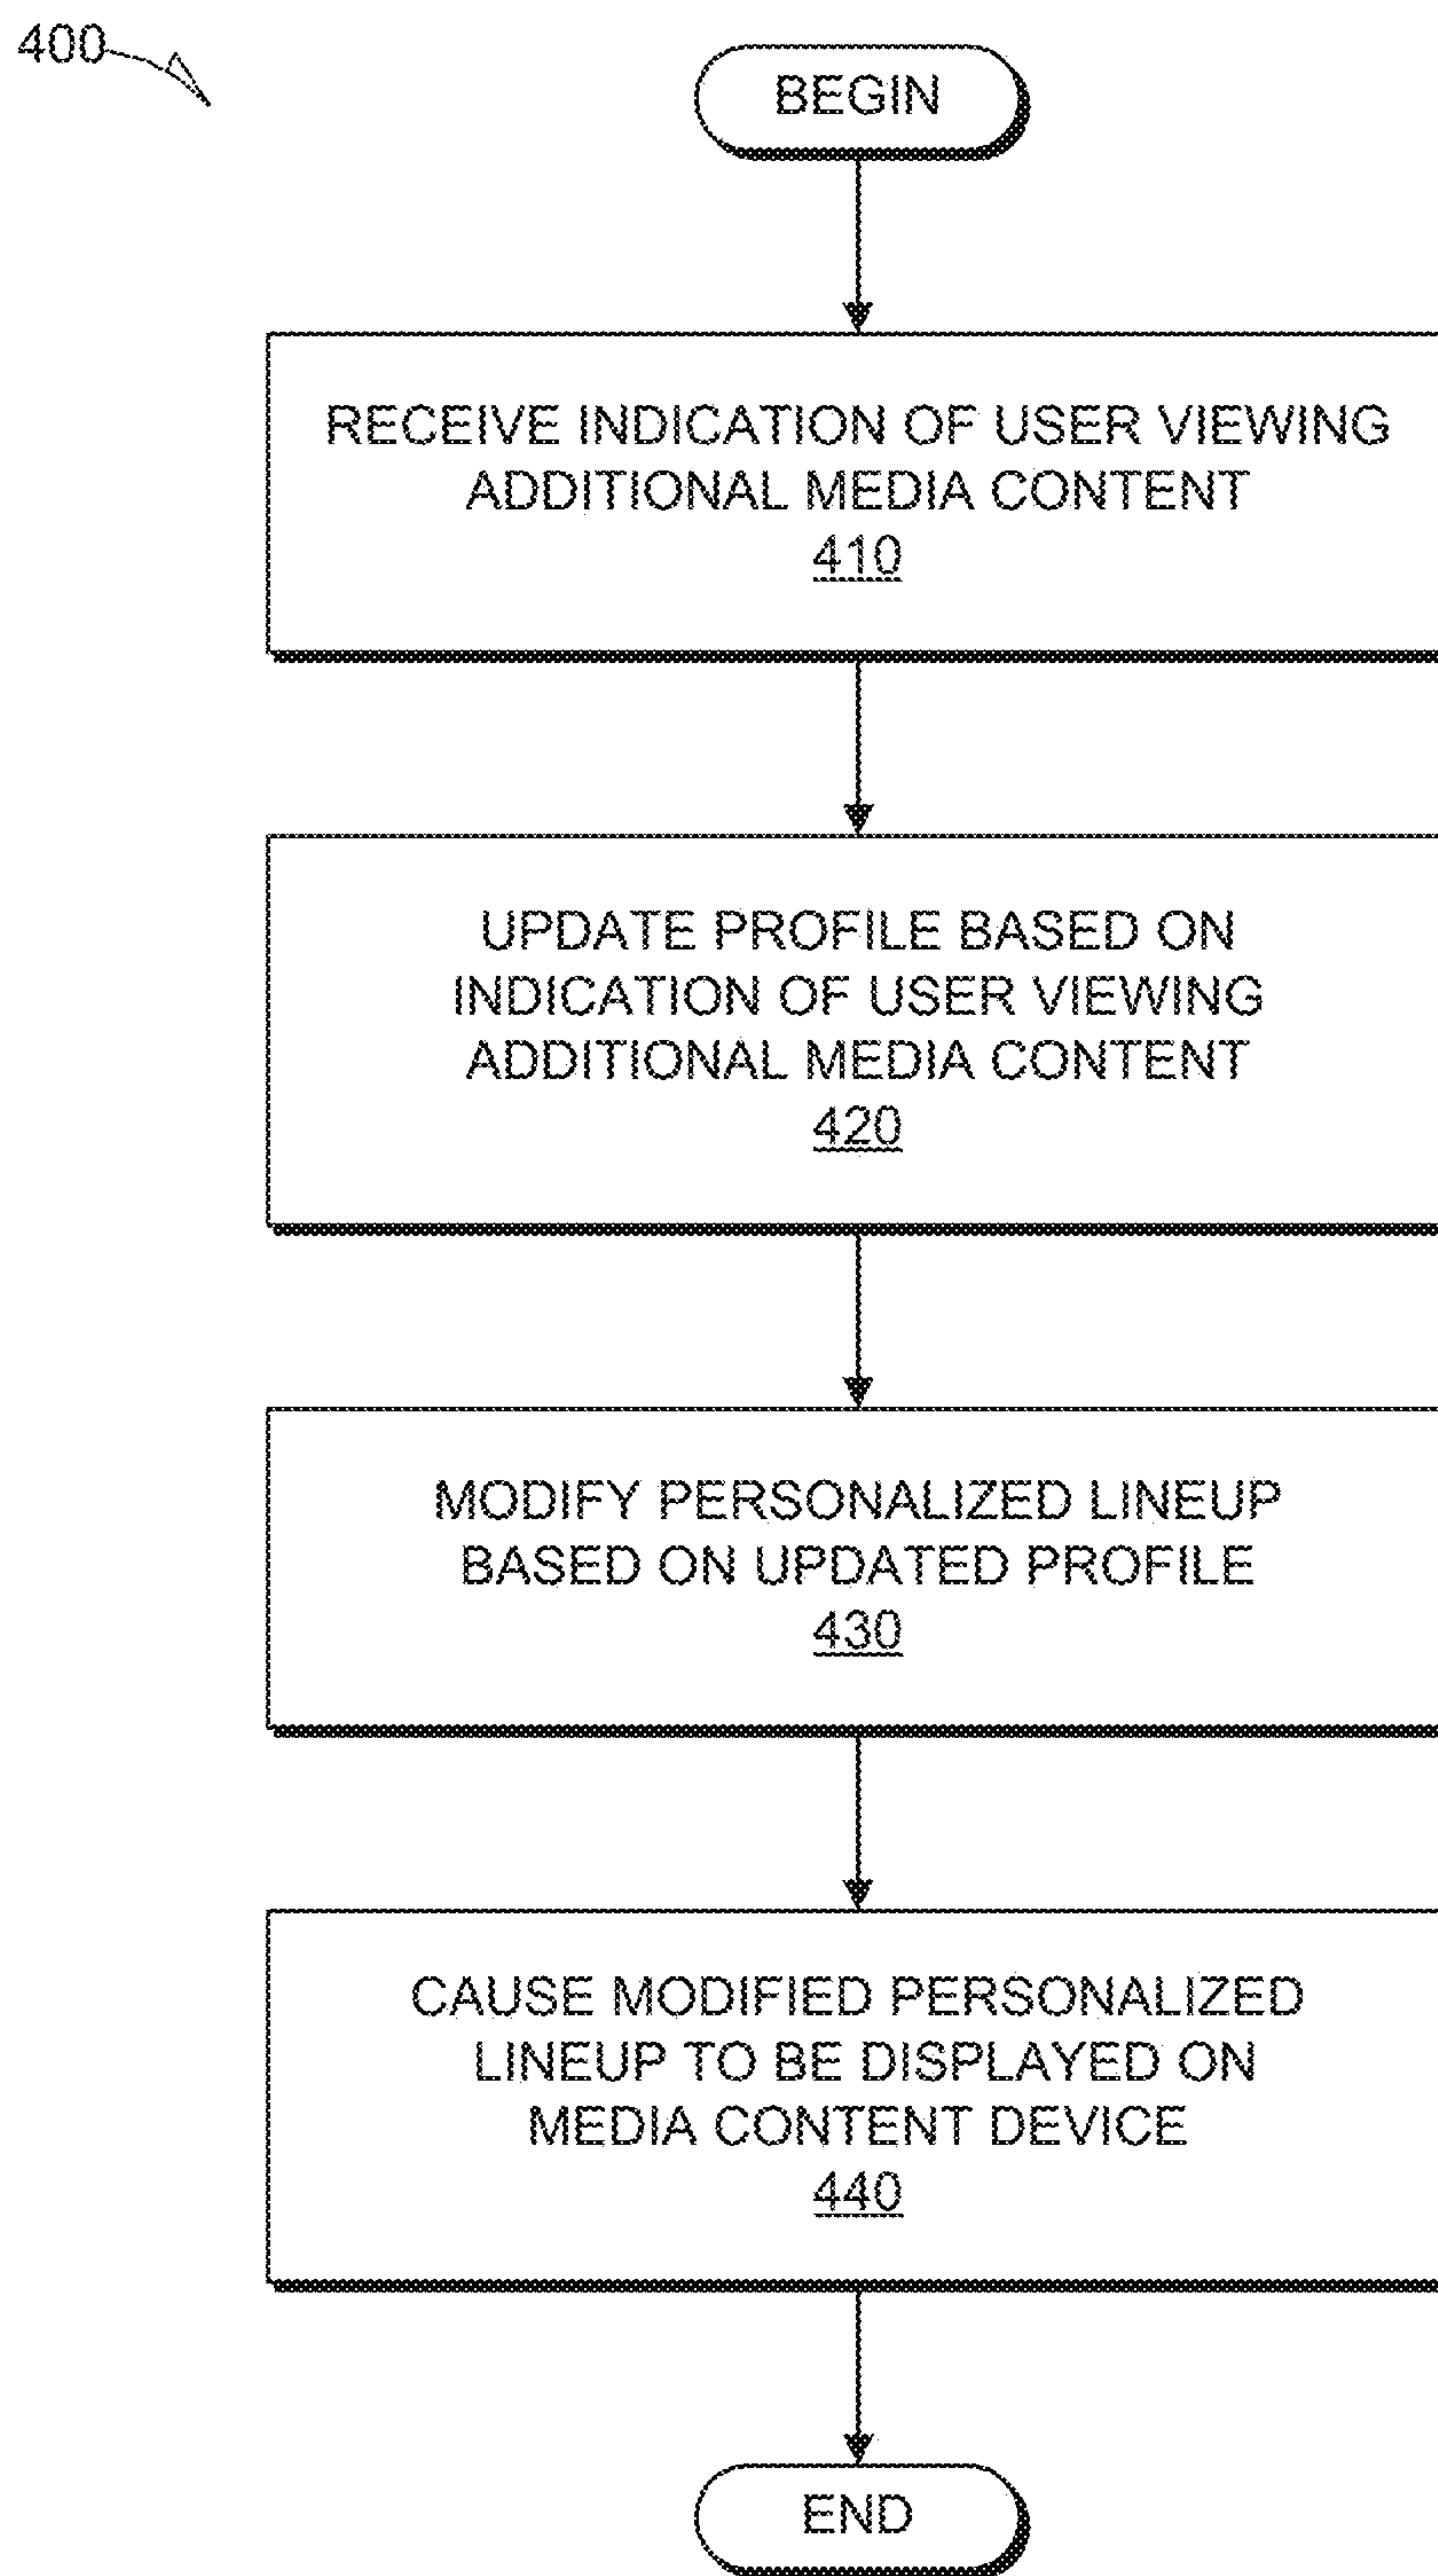 400
BEGIN
RECEIVE INDICATION OF USER VIEWING
ADDITIONAL MEDIA CONTENT
410
UPDATE PROFILE BASED ON
INDICATION OF USER VIEWING
ADDITIONAL MEDIA CONTENT
420
MODIFY PERSONALIZED LINEUP
BASED ON UPDATED PROFILE
430
CAUSE MODIFIED PERSONALIZED
LINEUP TO BE DISPLAYED ON
MEDIA CONTENT DEVICE
440
END